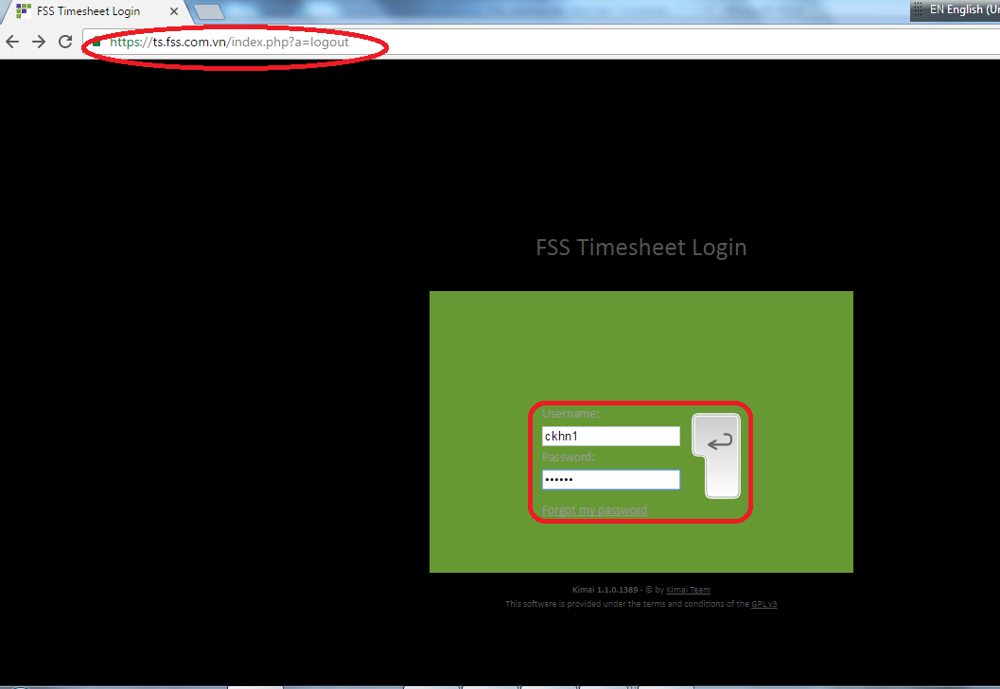 FSS Timesheet Login
EN English (Un
https://ts.fss.com.vn/index.php?a=logout
FSS Timesheet Login
Username:
ckhn1
Password:
••••••
Forgot my password
Kimai 1.1.0.1389 - © by Kimai Team
This software is provided under the terms and conditions of the GPL v3